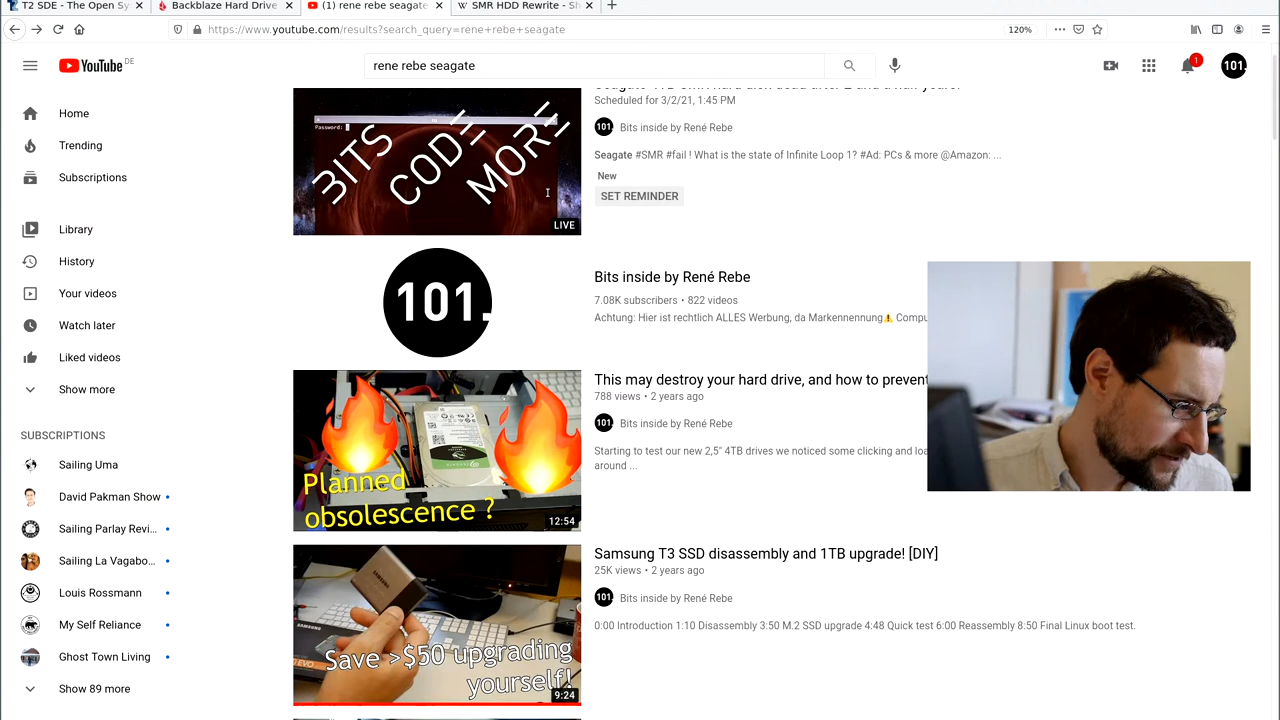 T2 SDE - The Open Sy
Backblaze Hard Drive
(1) rene rebe seagate
SMR HDD Rewrite - Sh
https://www.youtube.com/results?search_query=rene+rebe+seagate
120%
YouTube DE
rene rebe seagate
1
101.
Home
Trending
Subscriptions
Library
History
Your videos
Watch later
Liked videos
Show more
SUBSCRIPTIONS
Sailing Uma
David Pakman Show
Sailing Parlay Revi...
Sailing La Vagabo...
Louis Rossmann
My Self Reliance
Ghost Town Living
Show 89 more
Password:
BITS
CODE
MORE
LIVE
Scheduled for 3/2/21, 1:45 PM
101. Bits inside by René Rebe
Seagate #SMR #fail ! What is the state of Infinite Loop 1? #Ad: PCs & more @Amazon: ...
New
SET REMINDER
101.
Bits inside by René Rebe
7.08K subscribers • 822 videos
Achtung: Hier ist rechtlich ALLES Werbung, da Markennennung⚠ Compu
Planned
obsolescence ?
12:54
This may destroy your hard drive, and how to prevent
788 views • 2 years ago
101. Bits inside by René Rebe
Starting to test our new 2,5" 4TB drives we noticed some clicking and loa
around ...
SAMSUNG
Save >$50 upgrading
yourself!
9:24
Samsung T3 SSD disassembly and 1TB upgrade! [DIY]
25K views • 2 years ago
101. Bits inside by René Rebe
0:00 Introduction 1:10 Disassembly 3:50 M.2 SSD upgrade 4:48 Quick test 6:00 Reassembly 8:50 Final Linux boot test.